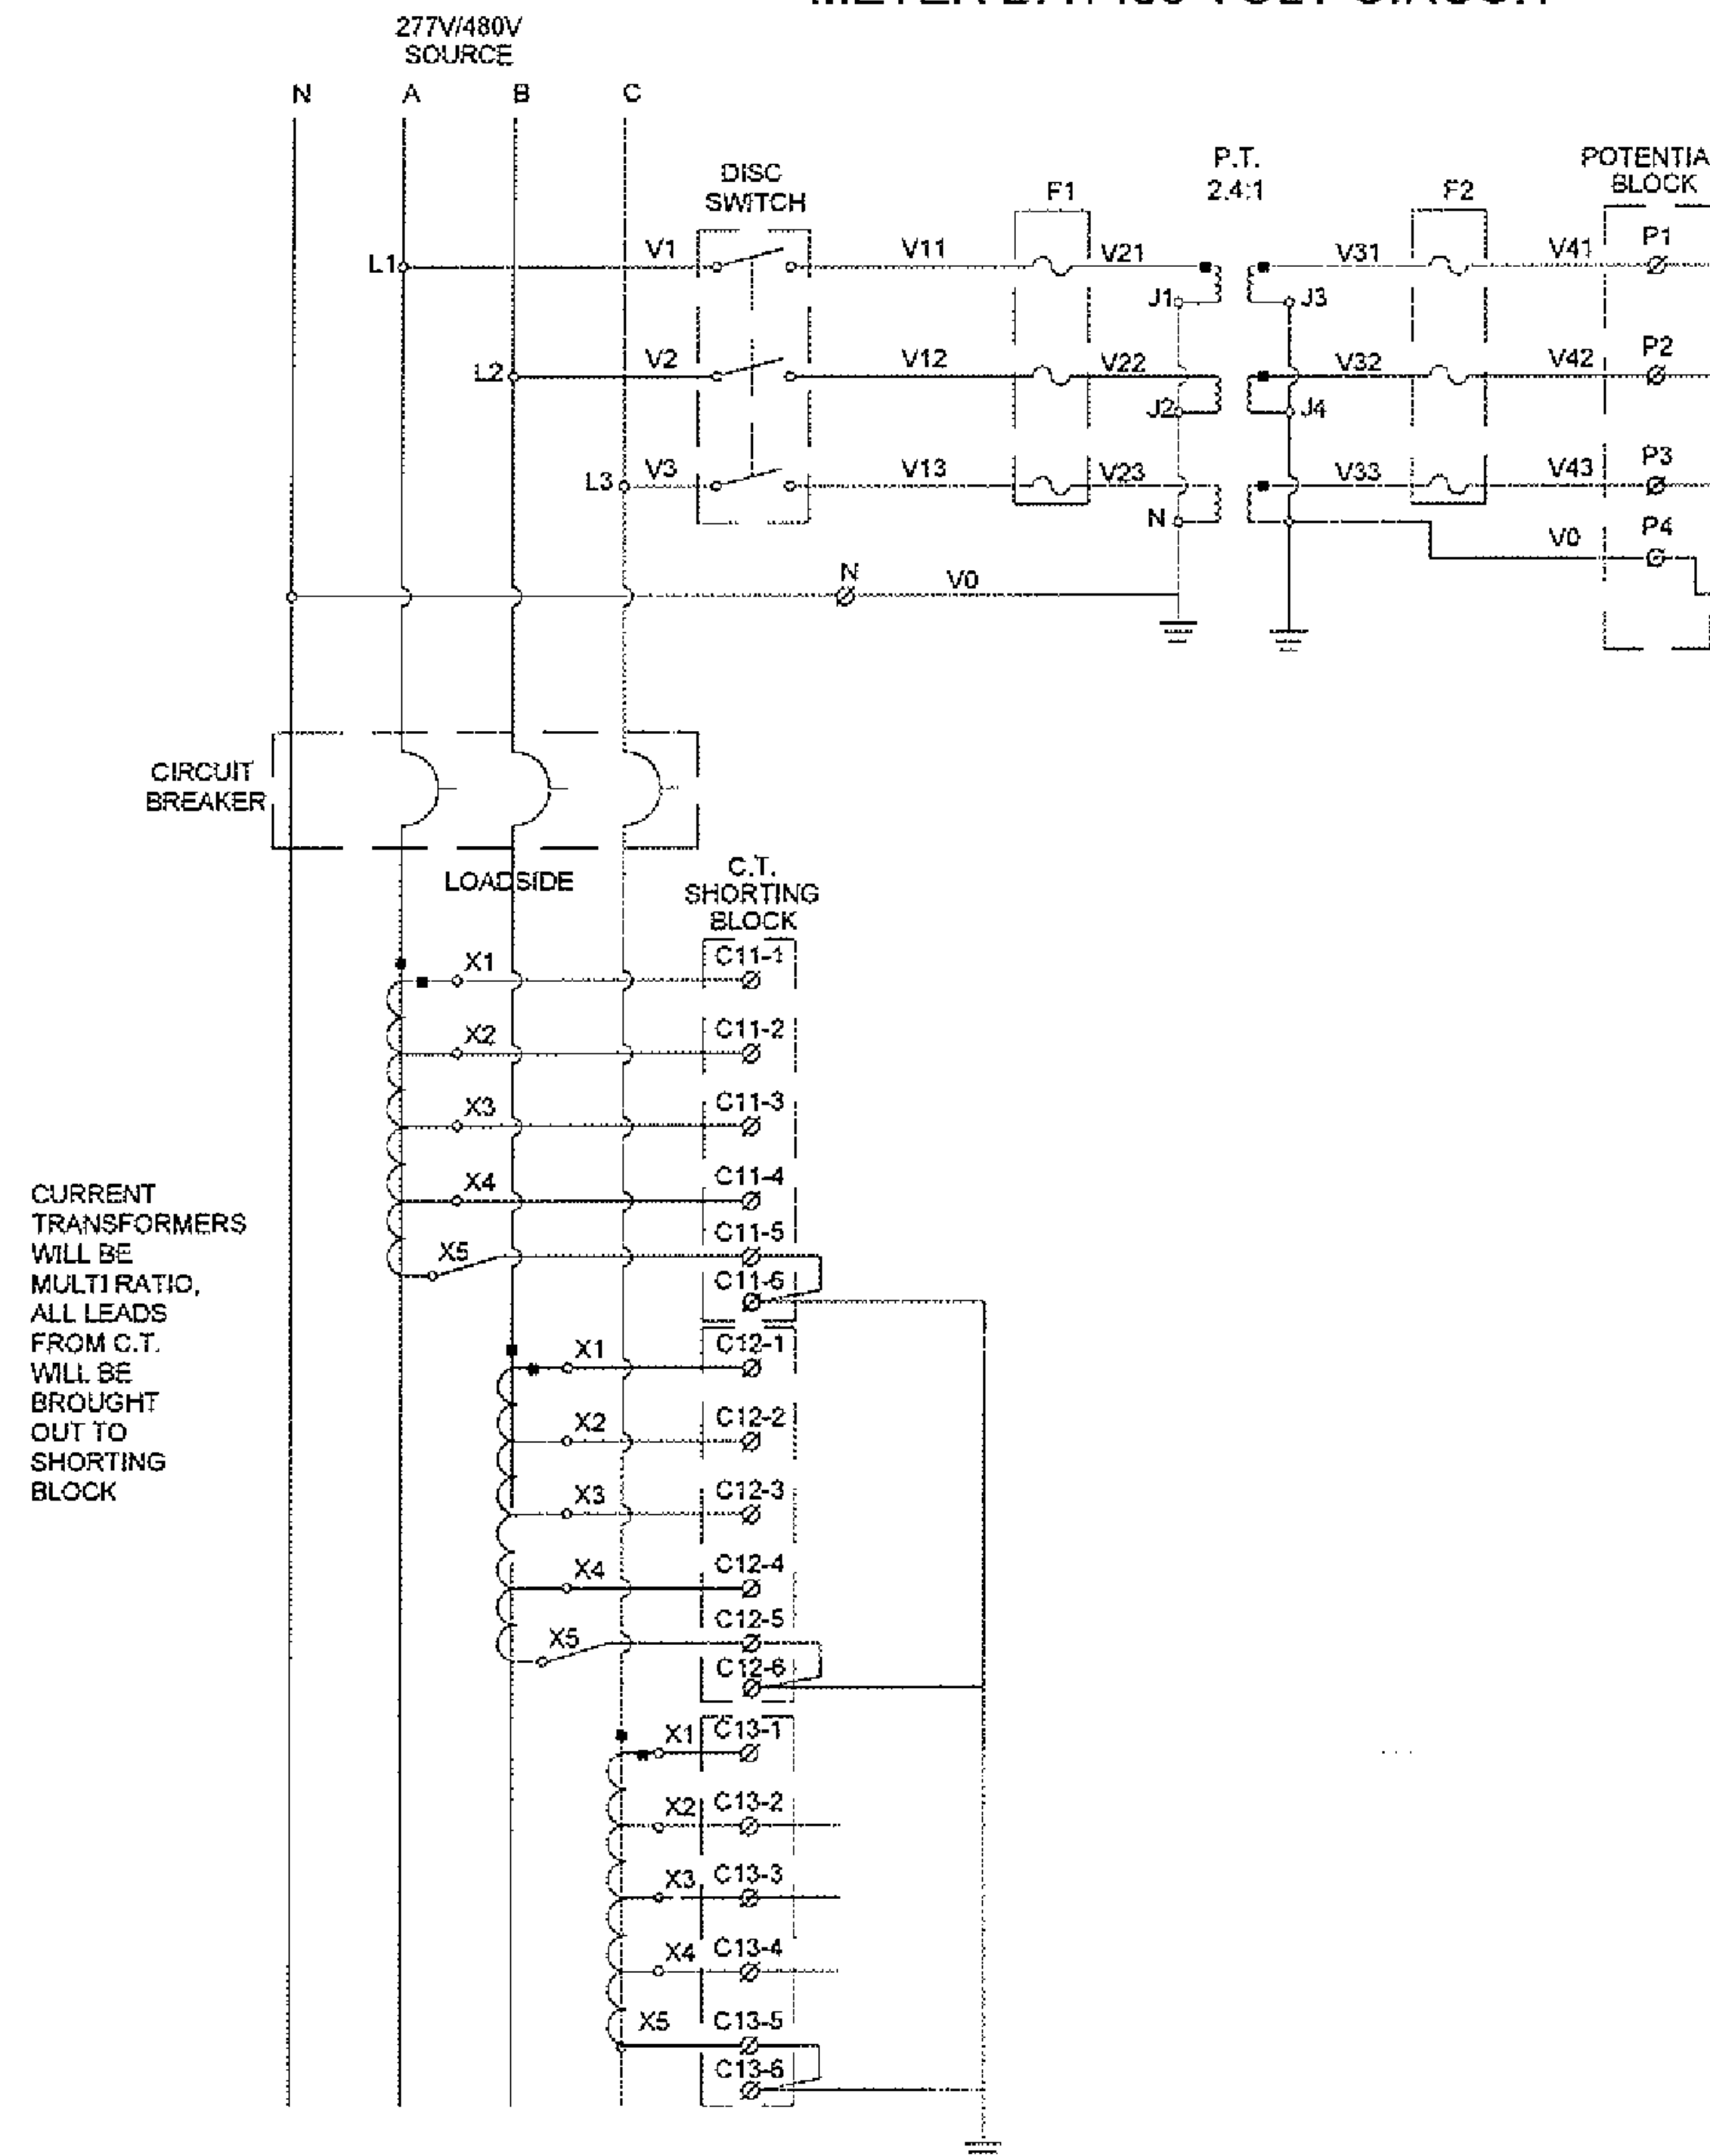 277V/480V
SOURCE
N A B C
DISC
SWITCH
F1
P.T.
2.4:1
F2
BLOCK
L1 V1 V11 V21 V31 V41 P1
J1 J3
L2 V2 V12 V22 V32 V42 P2
J2 J4
L3 V3 V13 V23 V33 V43 P3
N V0 P4
N V0
CIRCUIT
BREAKER
LOADSIDE
C.T.
SHORTING
BLOCK
X1 C11-1
X2 C11-2
X3 C11-3
X4 C11-4
X5 C11-5
C11-6
X1 C12-1
X2 C12-2
X3 C12-3
X4 C12-4
X5 C12-5
C12-6
X1 C13-1
X2 C13-2
X3 C13-3
X4 C13-4
X5 C13-5
C13-6
CURRENT
TRANSFORMERS
WILL BE
MULTI RATIO,
ALL LEADS
FROM C.T.
WILL BE
BROUGHT
OUT TO
SHORTING
BLOCK